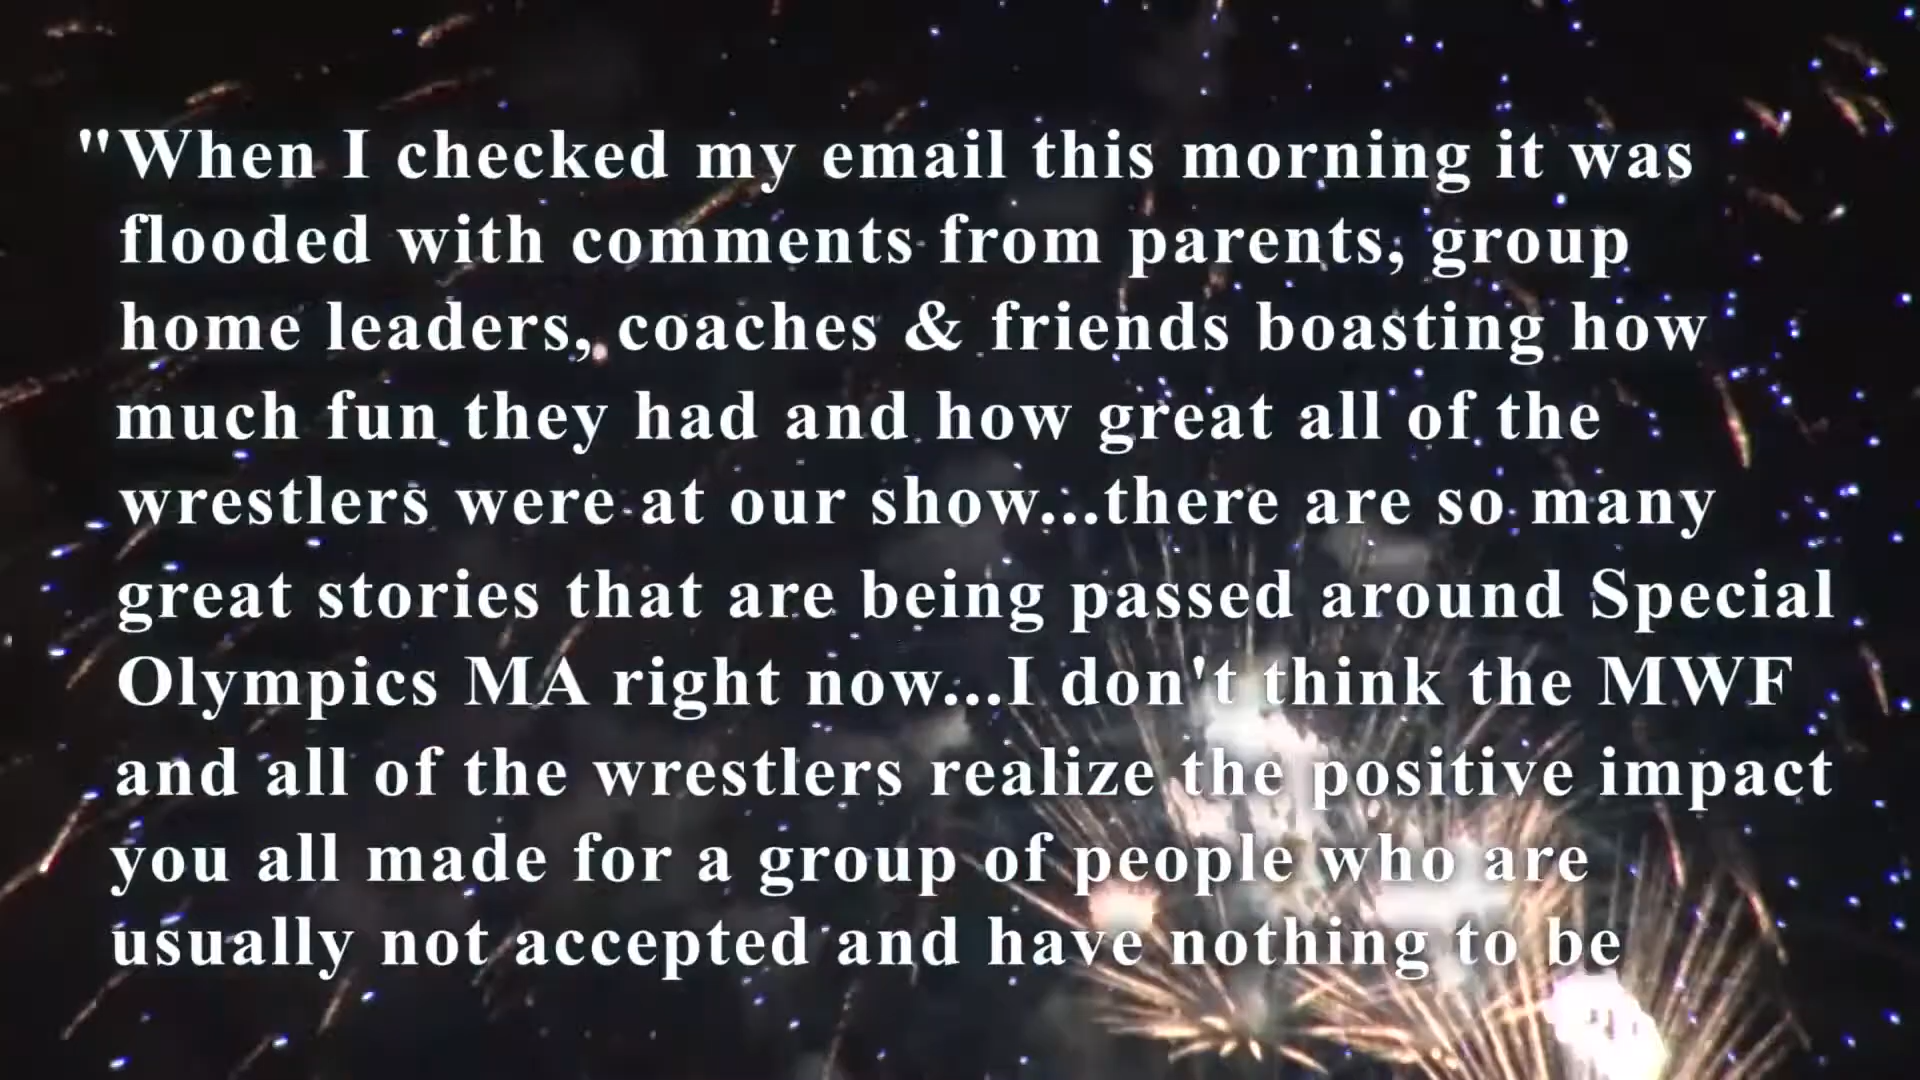 "When I checked my email this morning it was
flooded with comments from parents, group
home leaders, coaches & friends boasting how
much fun they had and how great all of the
wrestlers were at our show...there are so many
great stories that are being passed around Special
Olympics MA right now...I don't think the MWF
and all of the wrestlers realize the positive impact
you all made for a group of people who are
usually not accepted and have nothing to be